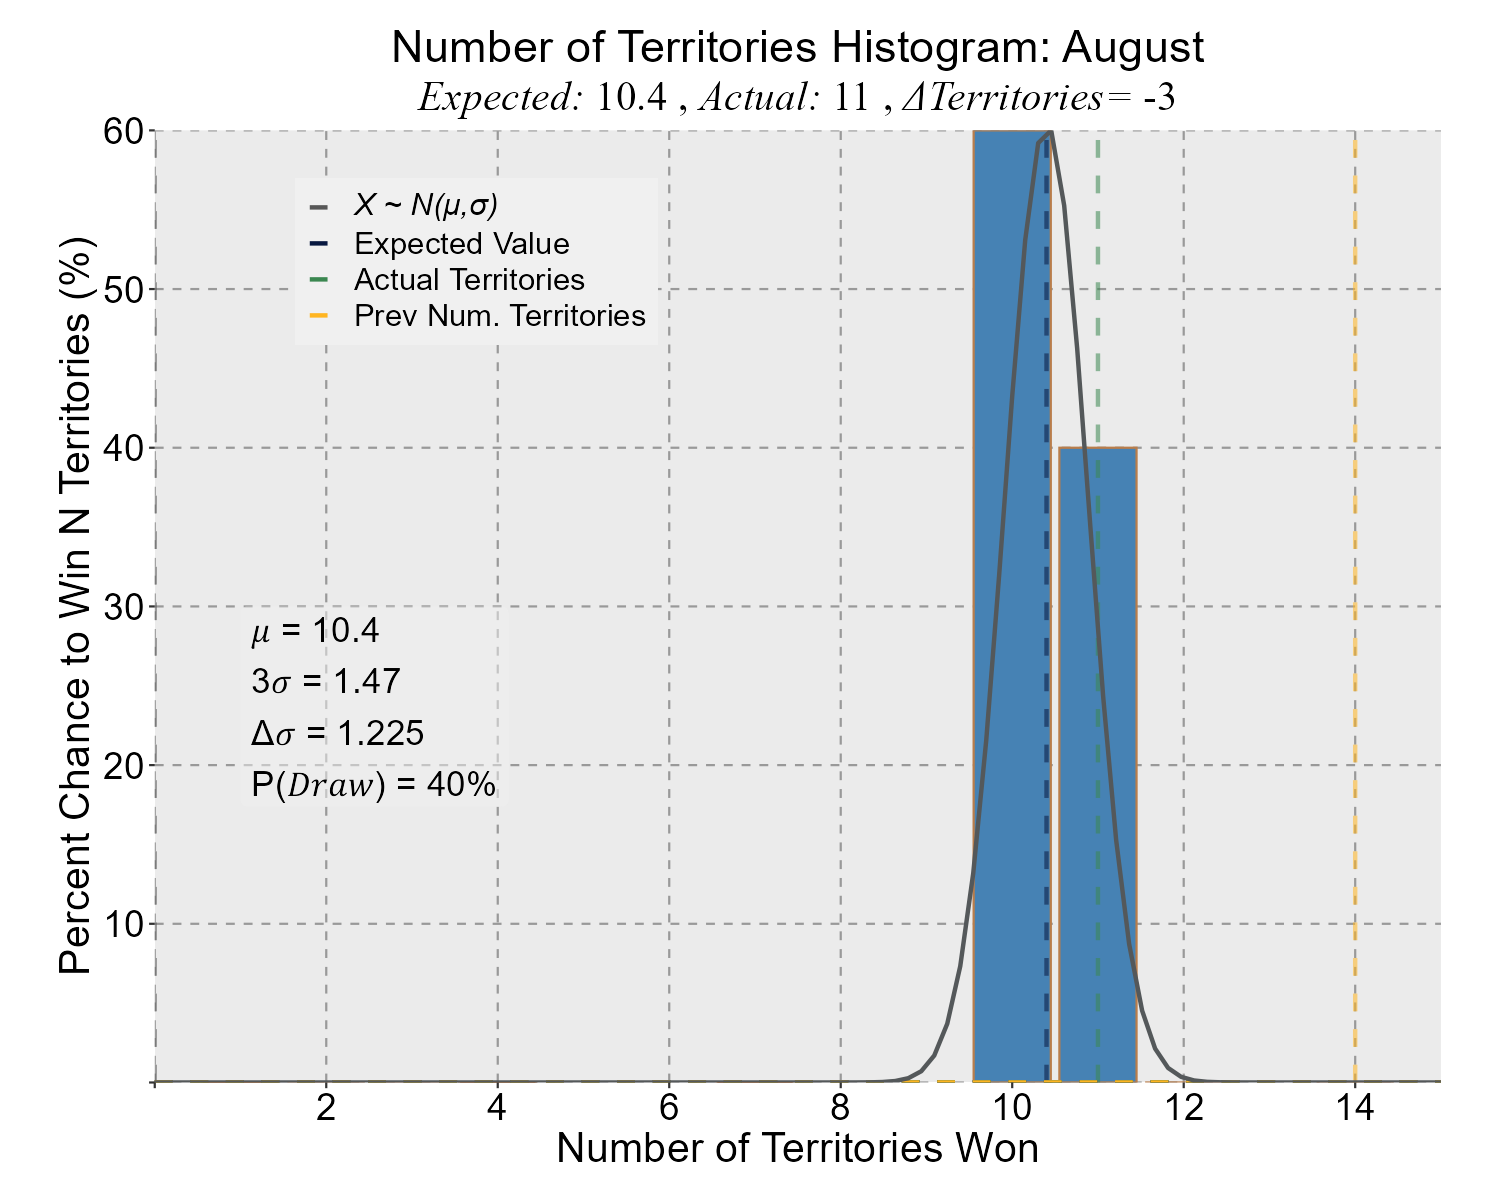 Number of Territories Histogram: August
Expected: 10.4 , Actual: 11 , ΔTerritories= -3
Percent Chance to Win N Territories (%)
60
50
40
30
20
10
X ~ N(μ,σ)
Expected Value
Actual Territories
Prev Num. Territories
μ = 10.4
3σ = 1.47
Δσ = 1.225
P(Draw) = 40%
2 4 6 8 10 12 14
Number of Territories Won